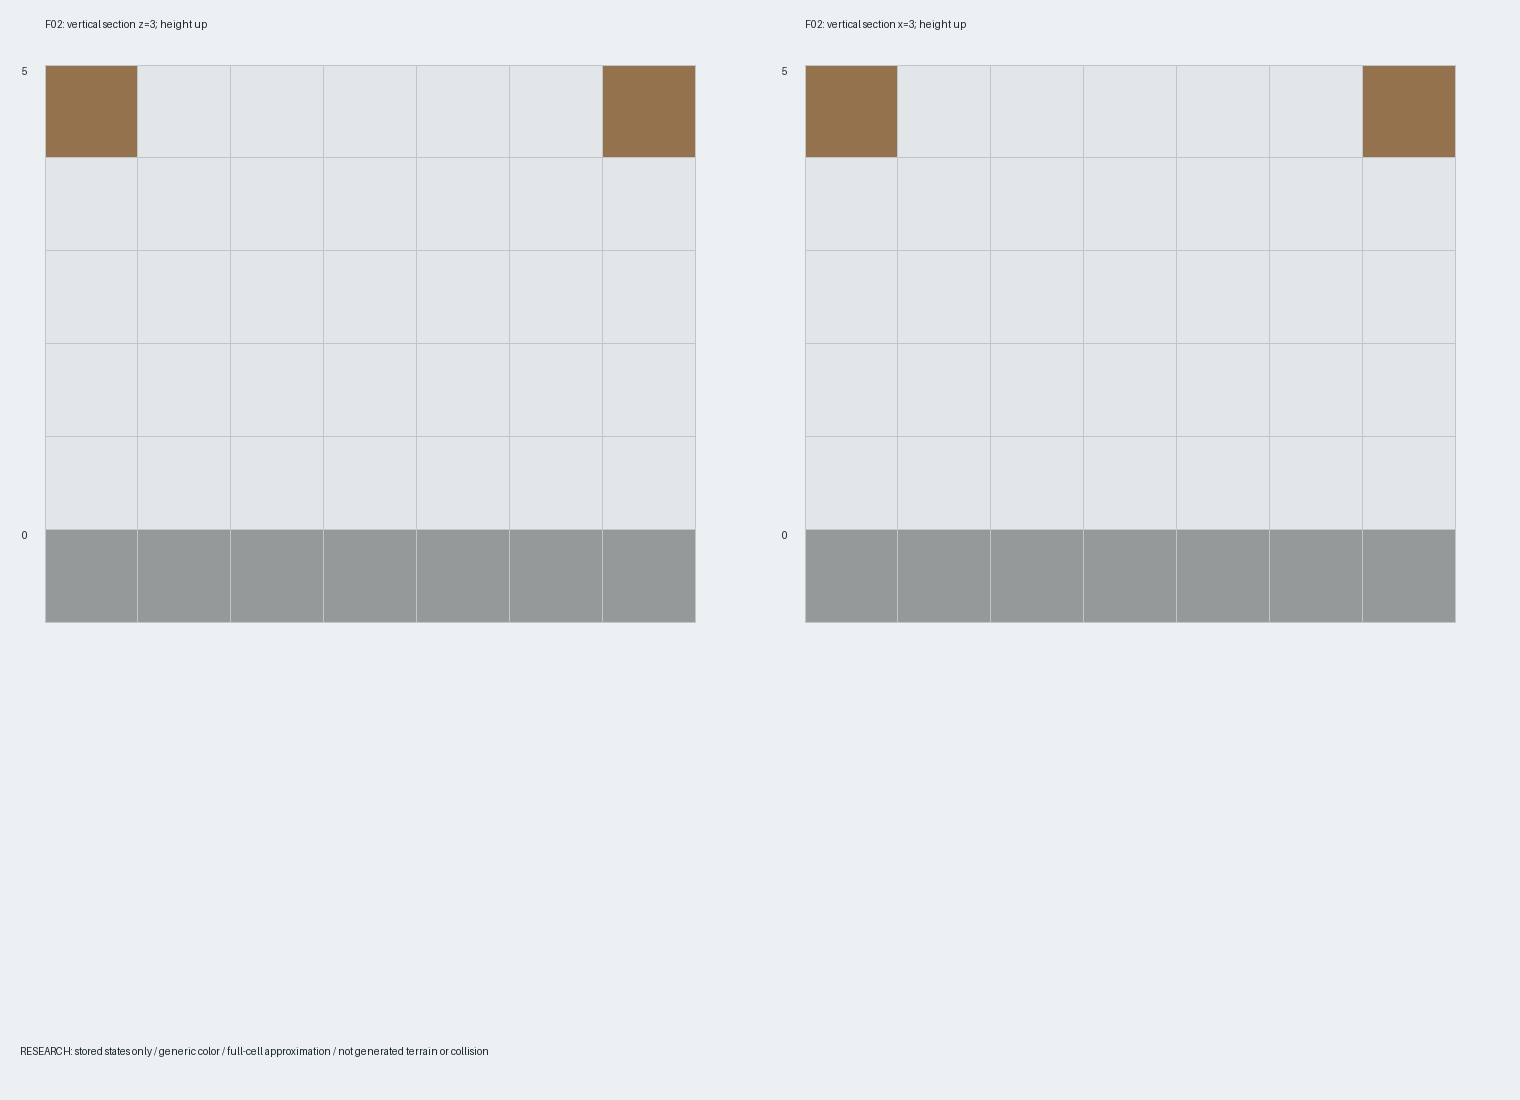 F02: vertical section z=3; height up
F02: vertical section x=3; height up
5
5
0
0
RESEARCH: stored states only / generic color / full-cell approximation / not generated terrain or collision